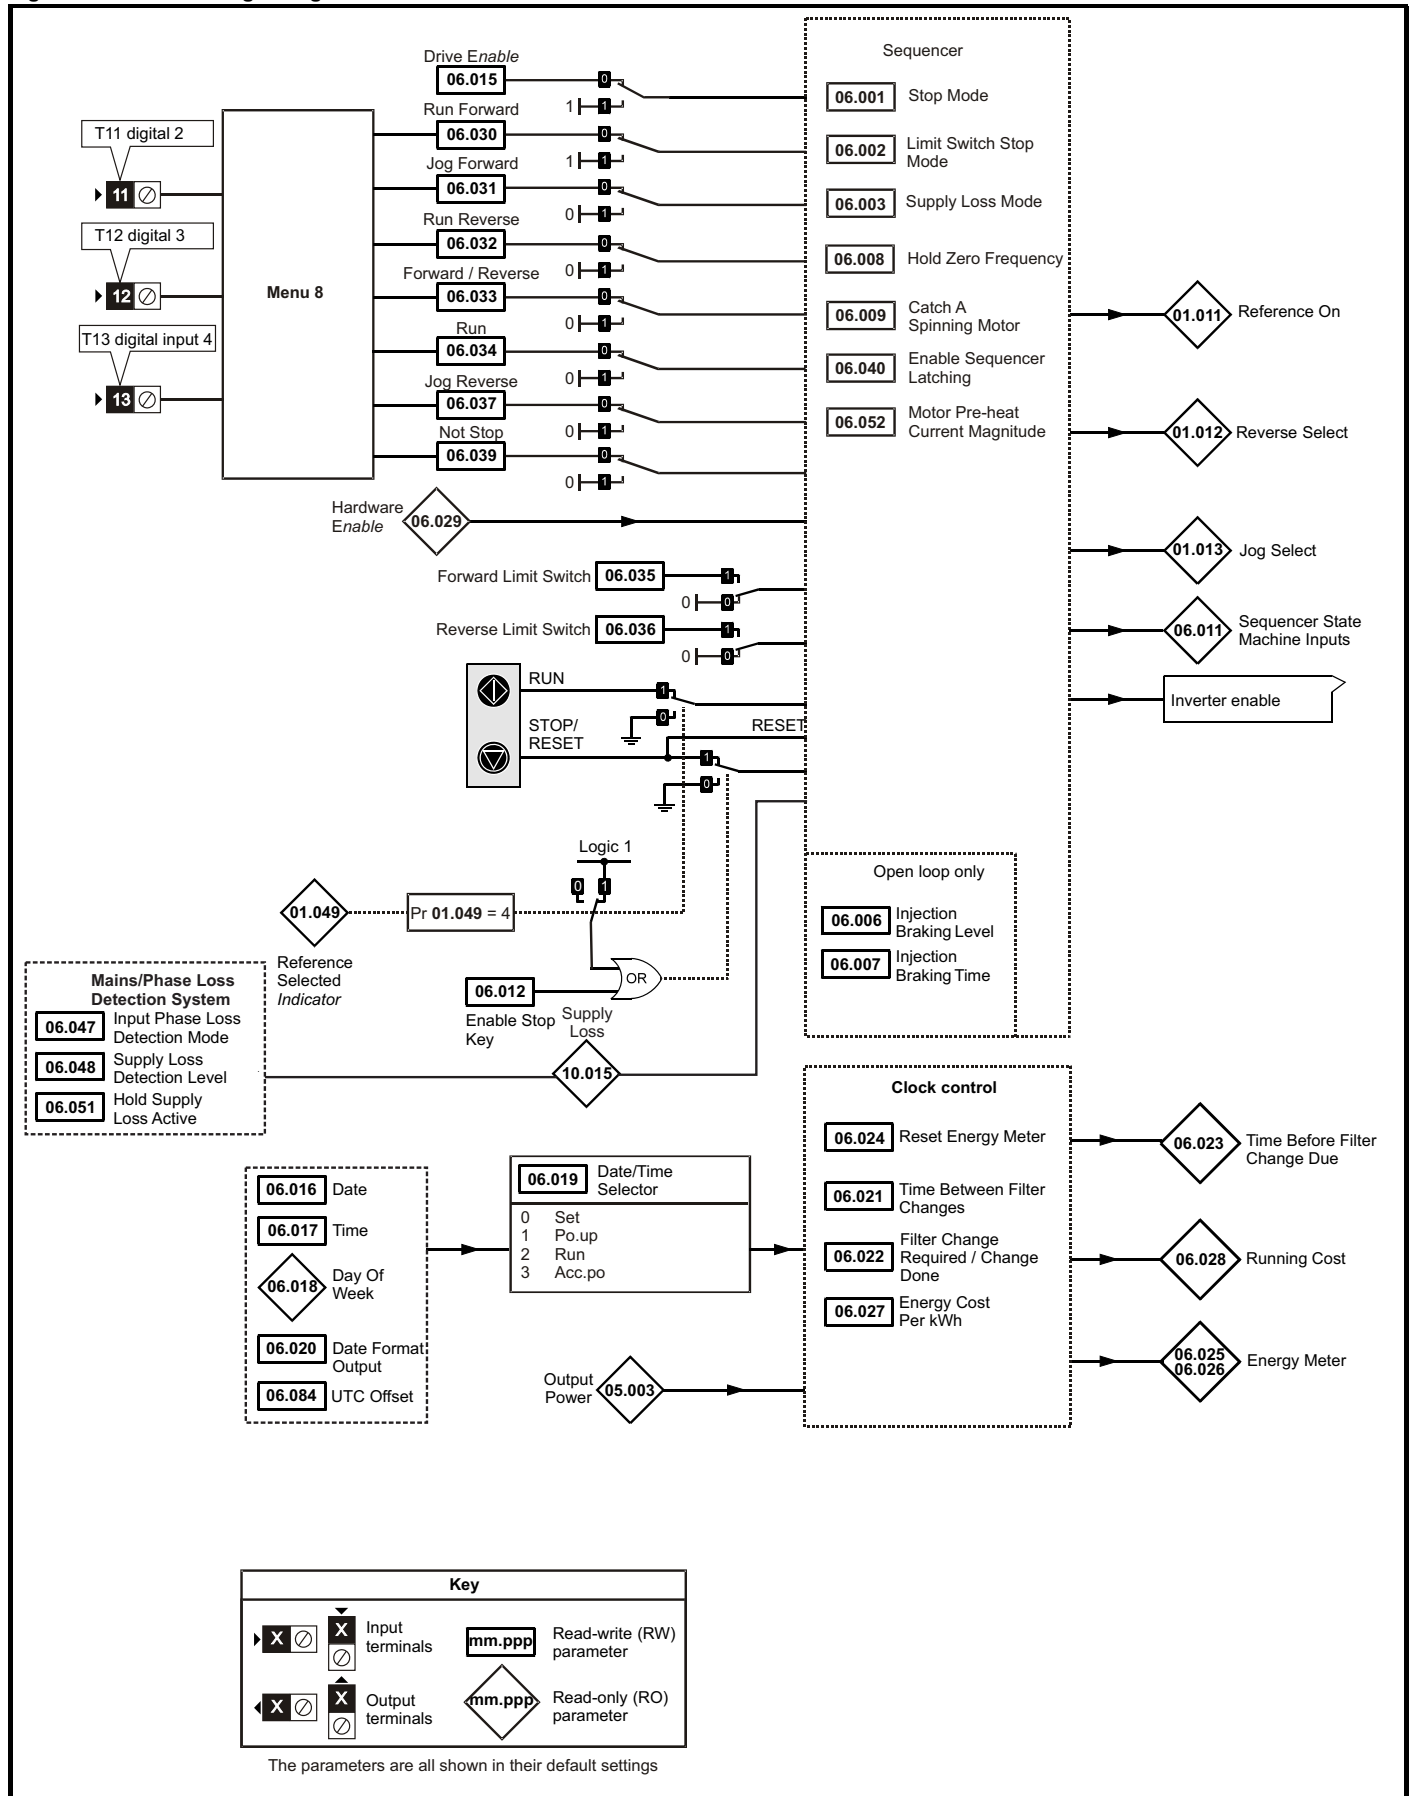 Drive Enable
06.015
0
1 1
Run Forward
06.030
0
1 1
Jog Forward
06.031
0
0 1
Run Reverse
06.032
0
0 1
Forward / Reverse
06.033
0
0 1
Run
06.034
0
0 1
Jog Reverse
06.037
0
0 1
Not Stop
06.039
0
0 1
T11 digital 2
11
T12 digital 3
12
T13 digital input 4
13
Menu 8
Hardware
Enable
06.029
Forward Limit Switch 06.035 1
0 0
Reverse Limit Switch 06.036 1
0 0
RUN
1
0
STOP/
RESET
RESET
1
0
Sequencer
06.001 Stop Mode
06.002 Limit Switch Stop
Mode
06.003 Supply Loss Mode
06.008 Hold Zero Frequency
06.009 Catch A
Spinning Motor
06.040 Enable Sequencer
Latching
06.052 Motor Pre-heat
Current Magnitude
Open loop only
06.006 Injection
Braking Level
06.007 Injection
Braking Time
01.011 Reference On
01.012 Reverse Select
01.013 Jog Select
06.011 Sequencer State
Machine Inputs
Inverter enable
Logic 1
0 1
01.049
Pr 01.049 = 4
Reference
Selected
Indicator
OR
06.012
Enable Stop
Key
Supply
Loss
10.015
Mains/Phase Loss
Detection System
06.047 Input Phase Loss
Detection Mode
06.048 Supply Loss
Detection Level
06.051 Hold Supply
Loss Active
06.016 Date
06.017 Time
06.018 Day Of
Week
06.020 Date Format
Output
06.084 UTC Offset
06.019 Date/Time
Selector
0 Set
1 Po.up
2 Run
3 Acc.po
Output
Power
05.003
Clock control
06.024 Reset Energy Meter
06.021 Time Between Filter
Changes
06.022 Filter Change
Required / Change
Done
06.027 Energy Cost
Per kWh
06.023 Time Before Filter
Change Due
06.028 Running Cost
06.025
06.026
Energy Meter
Key
X X Input
terminals
mm.ppp Read-write (RW)
parameter
X X Output
terminals
mm.ppp Read-only (RO)
parameter
The parameters are all shown in their default settings